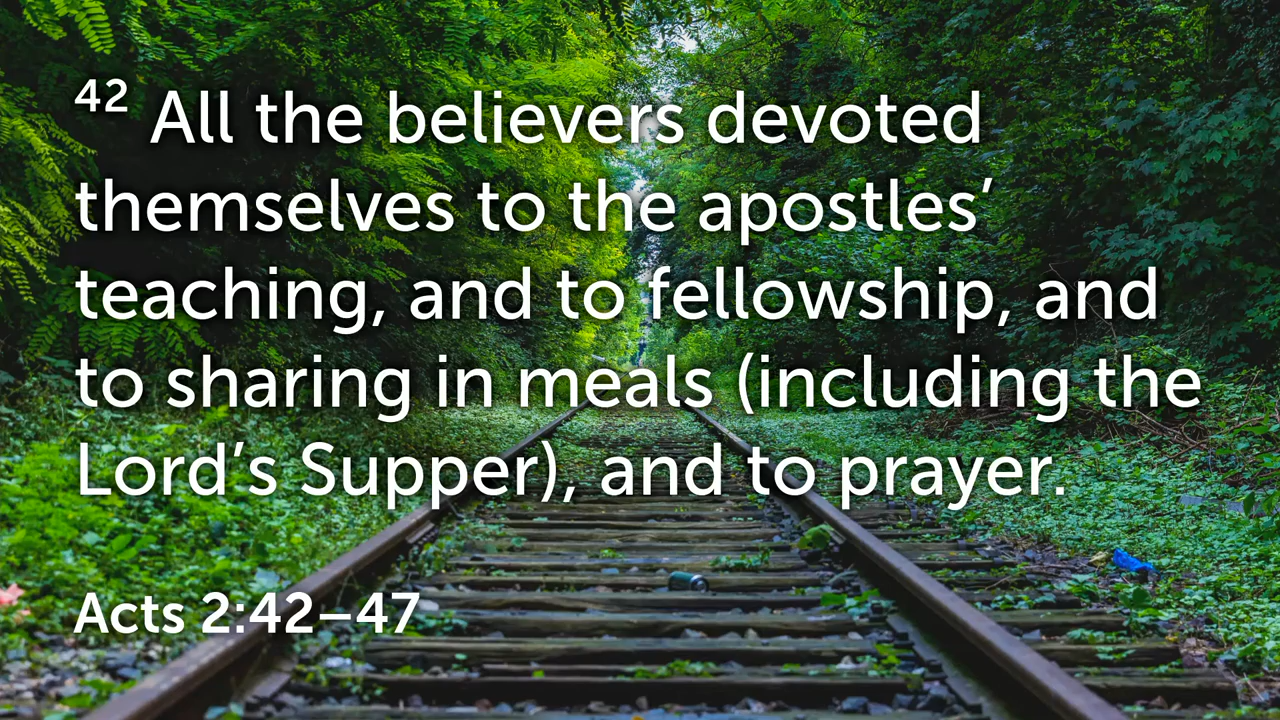 ⁴² All the believers devoted
themselves to the apostles’
teaching, and to fellowship, and
to sharing in meals (including the
Lord’s Supper), and to prayer.
Acts 2:42–47